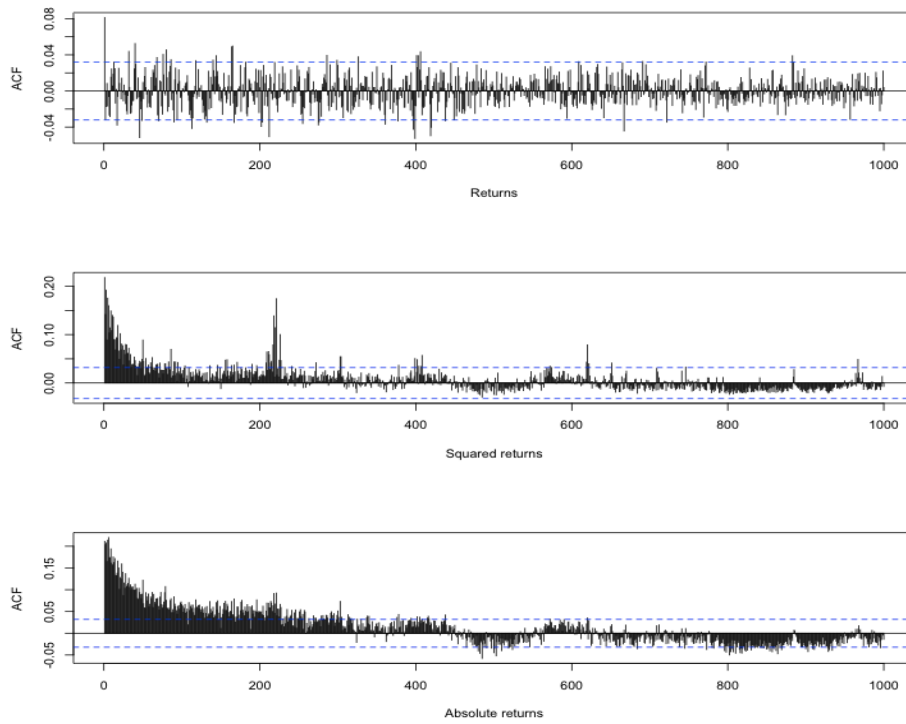 0.08
0.04
0.00
-0.04
ACF
0 200 400 600 800 1000
Returns
0.20
0.10
0.00
ACF
0 200 400 600 800 1000
Squared returns
0.15
0.05
-0.05
ACF
0 200 400 600 800 1000
Absolute returns